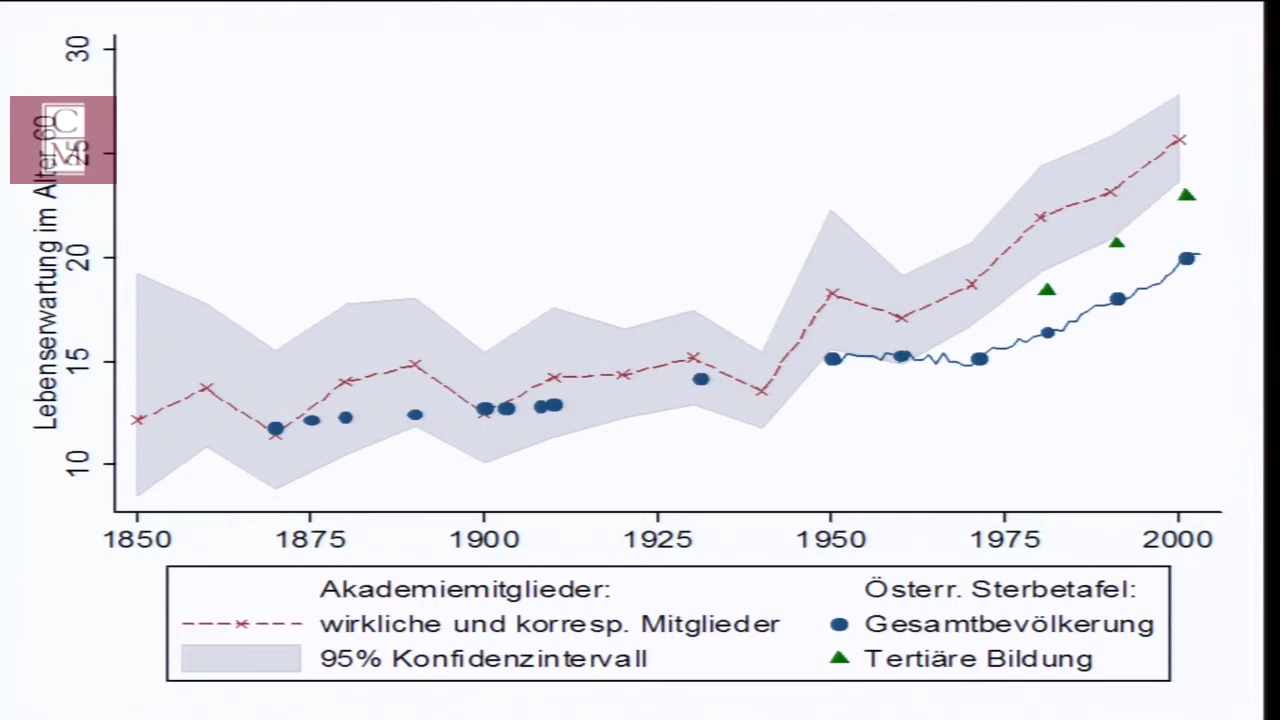 30
25
20
15
10
Lebenserwartung im Alter 60
C
M
1850 1875 1900 1925 1950 1975 2000
Akademiemitglieder: Österr. Sterbetafel:
wirkliche und korresp. Mitglieder Gesamtbevölkerung
95% Konfidenzintervall Tertiäre Bildung